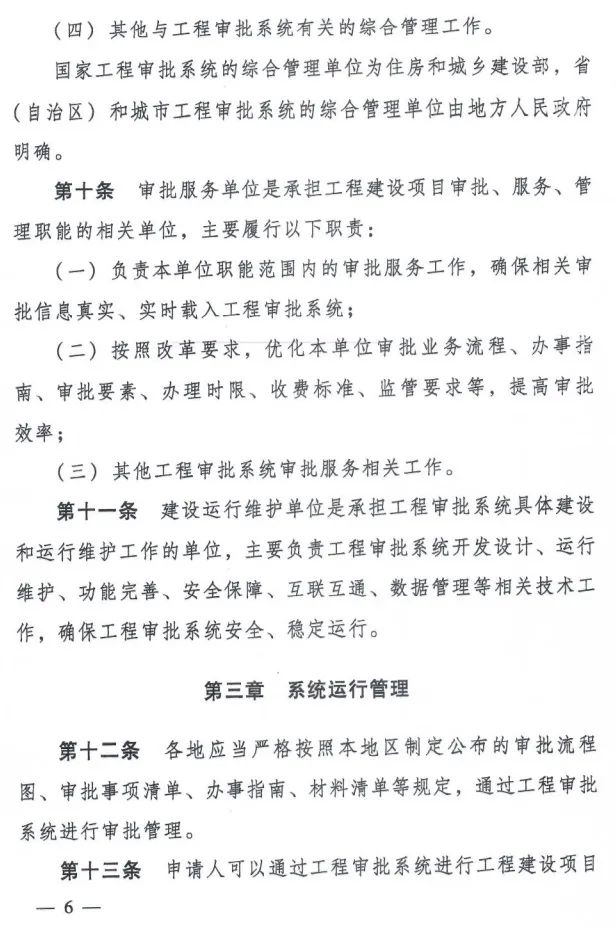 （四）其他与工程审批系统有关的综合管理工作。
国家工程审批系统的综合管理单位为住房和城乡建设部，省
（自治区）和城市工程审批系统的综合管理单位由地方人民政府
明确。
第十条　审批服务单位是承担工程建设项目审批、服务、管
理职能的相关单位，主要履行以下职责：
（一）负责本单位职能范围内的审批服务工作，确保相关审
批信息真实、实时载入工程审批系统；
（二）按照改革要求，优化本单位审批业务流程、办事指
南、审批要素、办理时限、收费标准、监管要求等，提高审批
效率；
（三）其他工程审批系统审批服务相关工作。
第十一条　建设运行维护单位是承担工程审批系统具体建设
和运行维护工作的单位，主要负责工程审批系统开发设计、运行
维护、功能完善、安全保障、互联互通、数据管理等相关技术工
作，确保工程审批系统安全、稳定运行。
第三章　系统运行管理
第十二条　各地应当严格按照本地区制定公布的审批流程
图、审批事项清单、办事指南、材料清单等规定，通过工程审批
系统进行审批管理。
第十三条　申请人可以通过工程审批系统进行工程建设项目
— 6 —